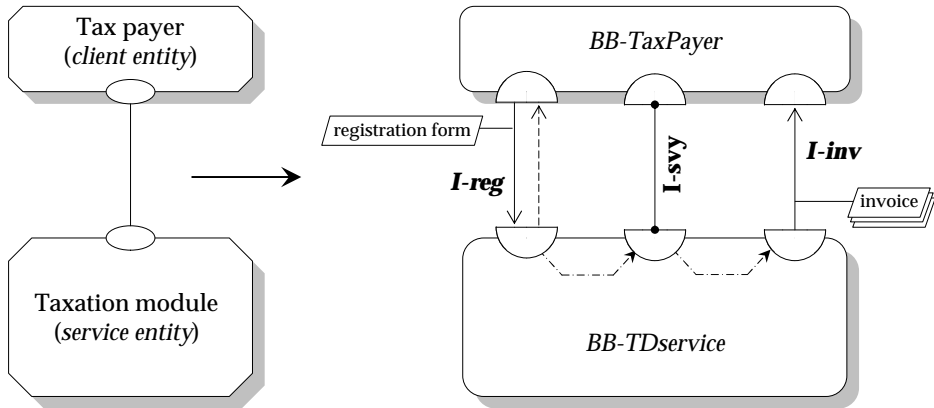 Tax payer
(client entity)
BB-TaxPayer
registration form
I-reg
I-svy
I-inv
invoice
Taxation module
(service entity)
BB-TDservice